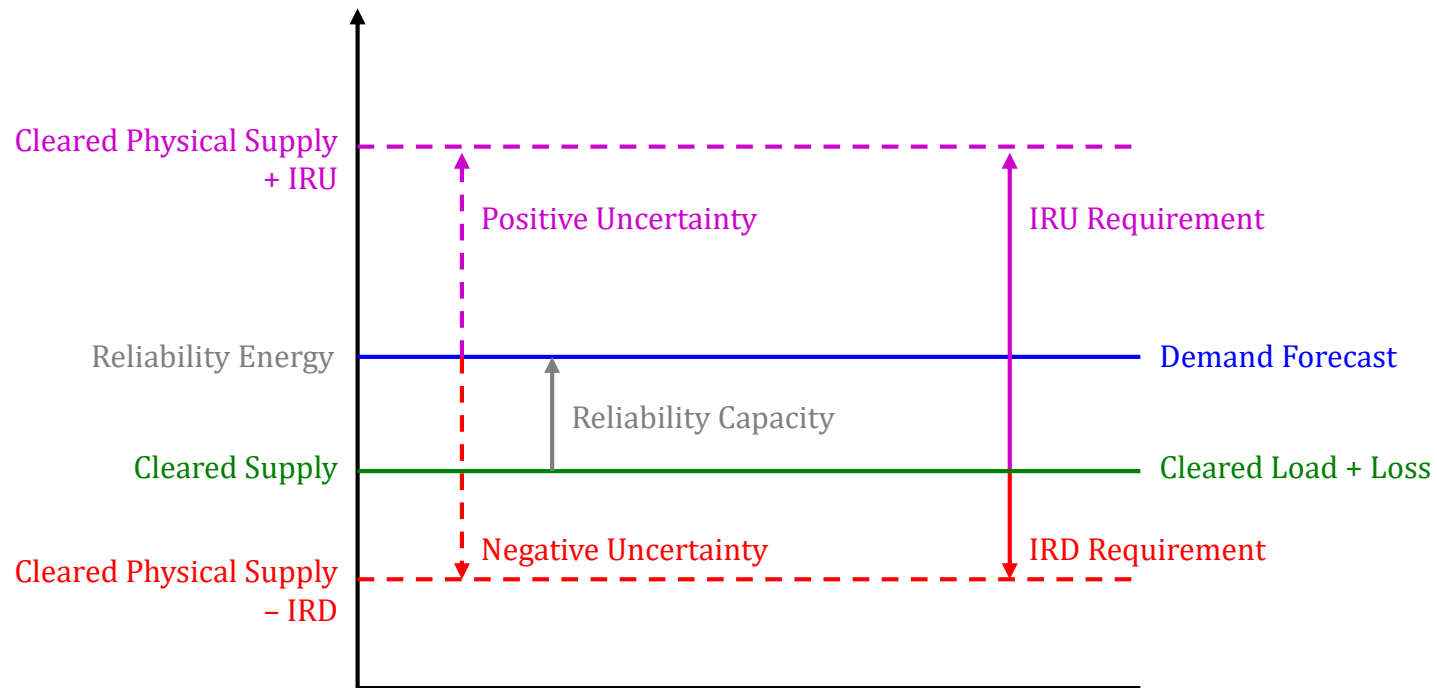 Cleared Physical Supply
+ IRU
Positive Uncertainty
IRU Requirement
Reliability Energy
Demand Forecast
Reliability Capacity
Cleared Supply
Cleared Load + Loss
Negative Uncertainty
IRD Requirement
Cleared Physical Supply
– IRD